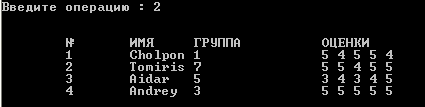 Введите операцию : 2
№ ИМЯ ГРУППА ОЦЕНКИ
1 Cholpon 1 5 4 5 5 4
2 Tomiris 7 5 5 4 5 5
3 Aidar 5 3 4 3 4 5
4 Andrey 3 5 5 5 5 5